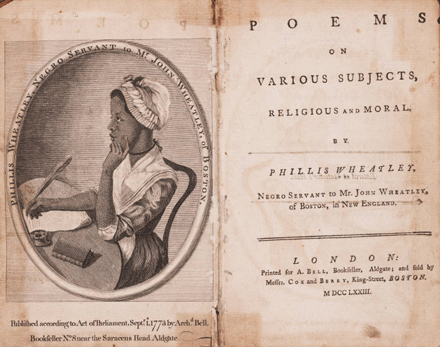 PHILLIS WHEATLEY, NEGRO SERVANT to Mr. JOHN WHEATLEY, of BOSTON.
Published according to Act of Parliament, Sept.r 1, 1773 by Arch.d Bell,
Bookseller N.o 8 near the Saracens Head Aldgate.
POEMS
ON
VARIOUS SUBJECTS,
RELIGIOUS AND MORAL.
BY
PHILLIS WHEATLEY,
NEGRO SERVANT to Mr. JOHN WHEATLEY,
of BOSTON, in NEW ENGLAND.
LONDON:
Printed for A. BELL, Bookſeller, Aldgate; and ſold by
Meſſrs. COX and BERRY, King-Street, BOSTON.
M DCC LXXIII.